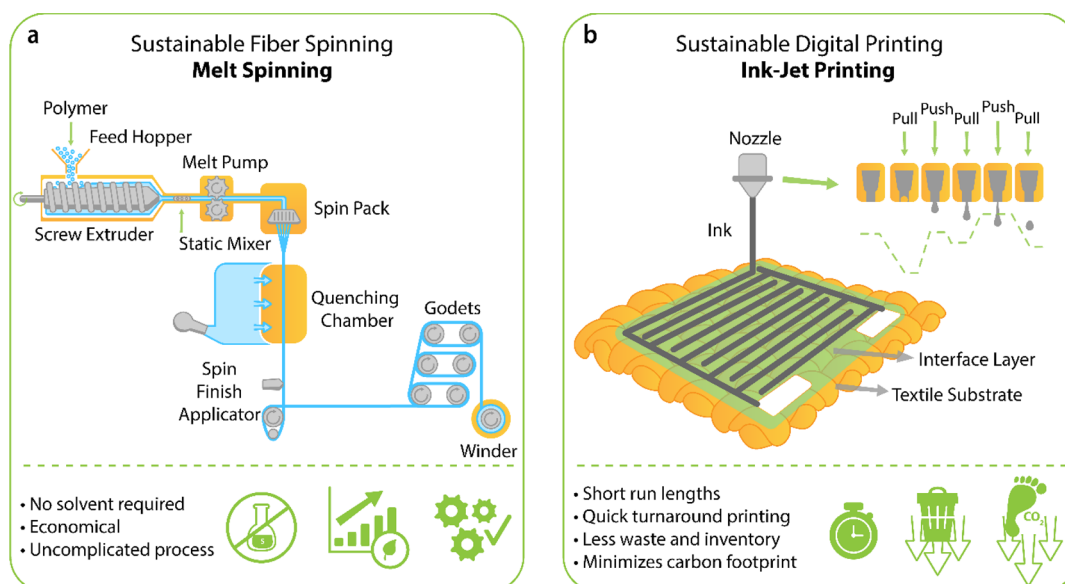 a
Sustainable Fiber Spinning
Melt Spinning
Polymer
Feed Hopper
Melt Pump
Spin Pack
Screw Extruder
Static Mixer
Quenching
Chamber
Godets
Spin
Finish
Applicator
Winder
• No solvent required
• Economical
• Uncomplicated process
S
b
Sustainable Digital Printing
Ink-Jet Printing
Nozzle
Pull Push Pull Push Pull
Ink
Interface Layer
Textile Substrate
• Short run lengths
• Quick turnaround printing
• Less waste and inventory
• Minimizes carbon footprint
CO₂